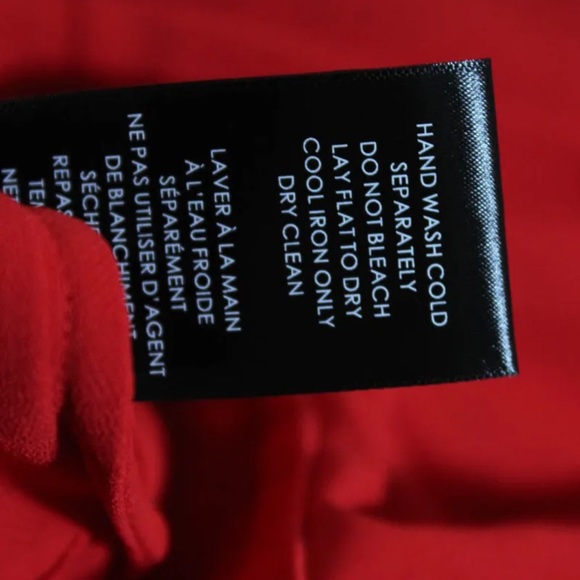 HAND WASH COLD
SEPARATELY
DO NOT BLEACH
LAY FLAT TO DRY
COOL IRON ONLY
DRY CLEAN
LAVER À LA MAIN
À L'EAU FROIDE
SÉPARÉMENT
NE PAS UTILISER D'AGENT
DE BLANCHIMENT